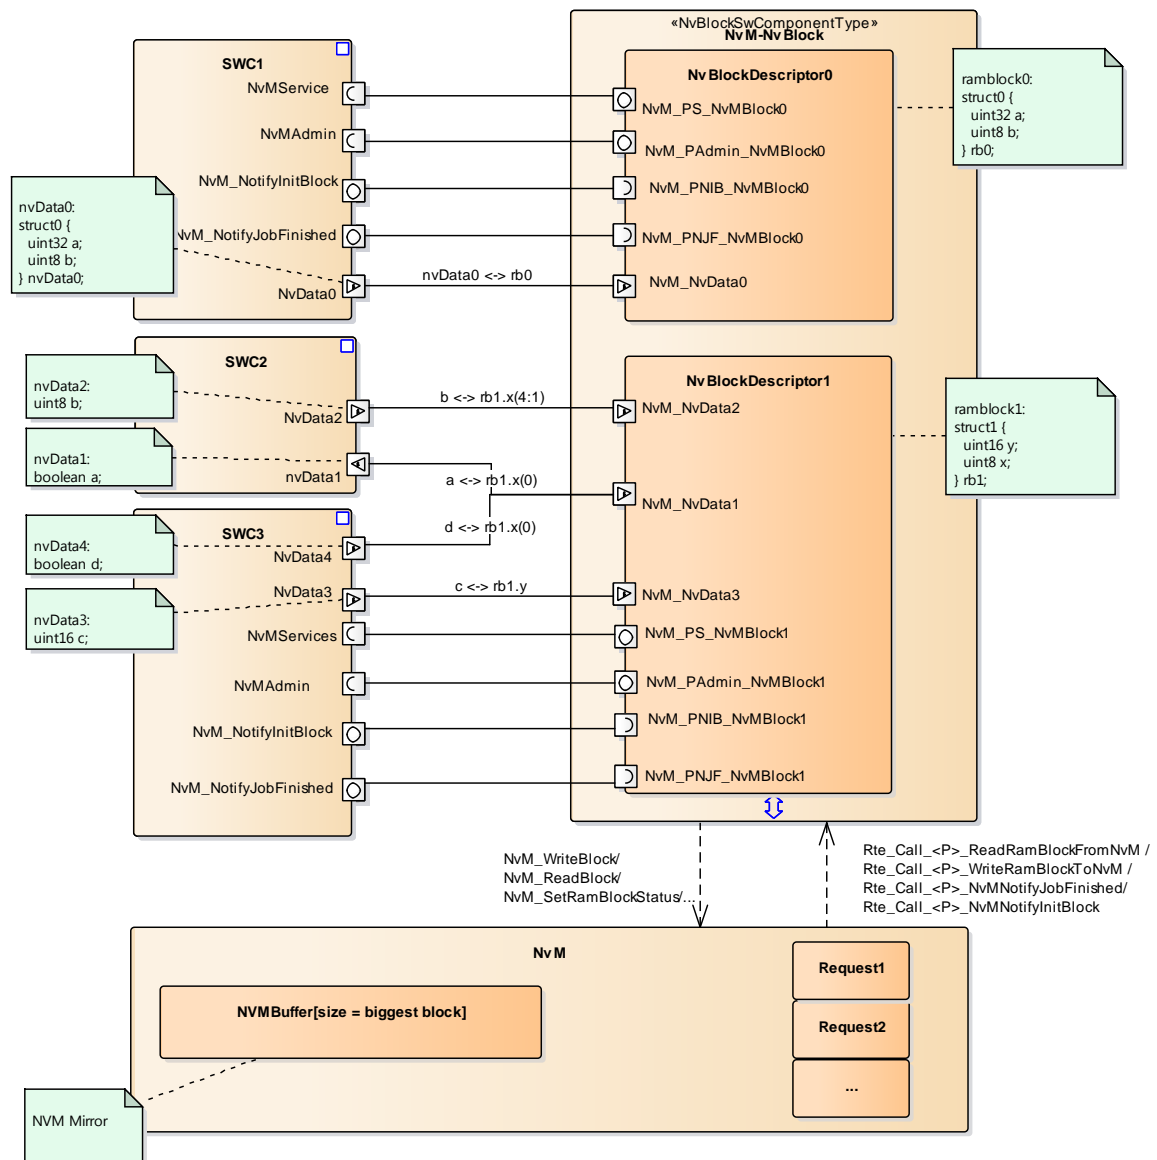 «NvBlockSwComponentType»
NvM-NvBlock
SWC1
NvMService
NvMAdmin
NvM_NotifyInitBlock
NvM_NotifyJobFinished
NvData0
nvData0:
struct0 {
uint32 a;
uint8 b;
} nvData0;
nvData0 <-> rb0
NvBlockDescriptor0
NvM_PS_NvMBlock0
NvM_PAdmin_NvMBlock0
NvM_PNIB_NvMBlock0
NvM_PNJF_NvMBlock0
NvM_NvData0
ramblock0:
struct0 {
uint32 a;
uint8 b;
} rb0;
SWC2
NvData2
nvData1
nvData2:
uint8 b;
nvData1:
boolean a;
b <-> rb1.x(4:1)
a <-> rb1.x(0)
d <-> rb1.x(0)
c <-> rb1.y
SWC3
NvData4
NvData3
NvMServices
NvMAdmin
NvM_NotifyInitBlock
NvM_NotifyJobFinished
nvData4:
boolean d;
nvData3:
uint16 c;
NvBlockDescriptor1
NvM_NvData2
NvM_NvData1
NvM_NvData3
NvM_PS_NvMBlock1
NvM_PAdmin_NvMBlock1
NvM_PNIB_NvMBlock1
NvM_PNJF_NvMBlock1
ramblock1:
struct1 {
uint16 y;
uint8 x;
} rb1;
NvM_WriteBlock/
NvM_ReadBlock/
NvM_SetRamBlockStatus/...
Rte_Call_<P>_ReadRamBlockFromNvM /
Rte_Call_<P>_WriteRamBlockToNvM /
Rte_Call_<P>_NvMNotifyJobFinished/
Rte_Call_<P>_NvMNotifyInitBlock
NvM
NVMBuffer[size = biggest block]
Request1
Request2
...
NVM Mirror